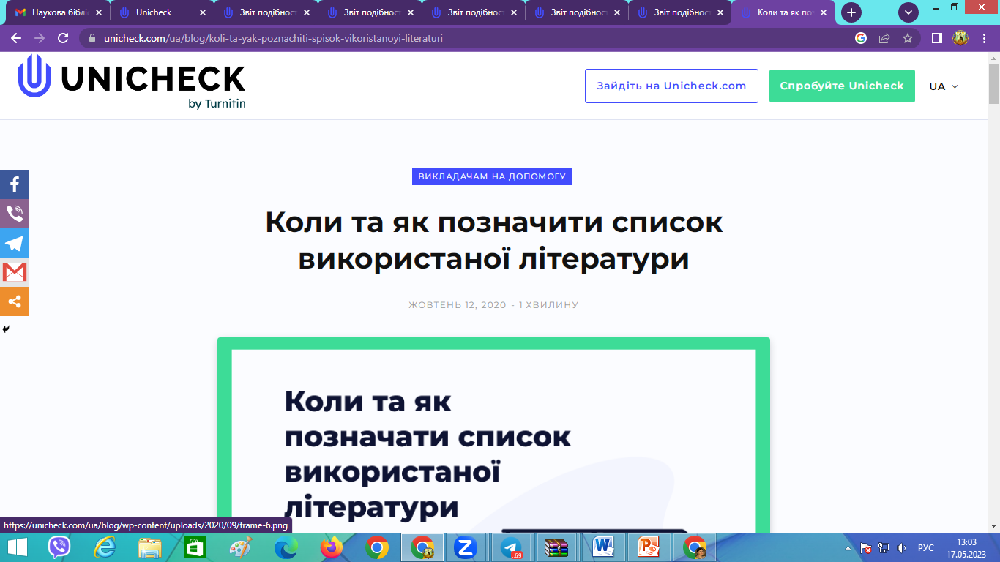 Наукова бібліс
Unicheck
Звіт подібност
Звіт подібност
Звіт подібност
Звіт подібност
Звіт подібност
Коли та як поз
unicheck.com/ua/blog/koli-ta-yak-poznachiti-spisok-vikoristanoyi-literaturi
UNICHECK
by Turnitin
Зайдіть на Unicheck.com
Спробуйте Unicheck
UA
ВИКЛАДАЧАМ НА ДОПОМОГУ
Коли та як позначити список
використаної літератури
ЖОВТЕНЬ 12, 2020 - 1 ХВИЛИНУ
Коли та як
позначати список
використаної
літератури
https://unicheck.com/ua/blog/wp-content/uploads/2020/09/frame-6.png
.69
РУС
13:03
17.05.2023